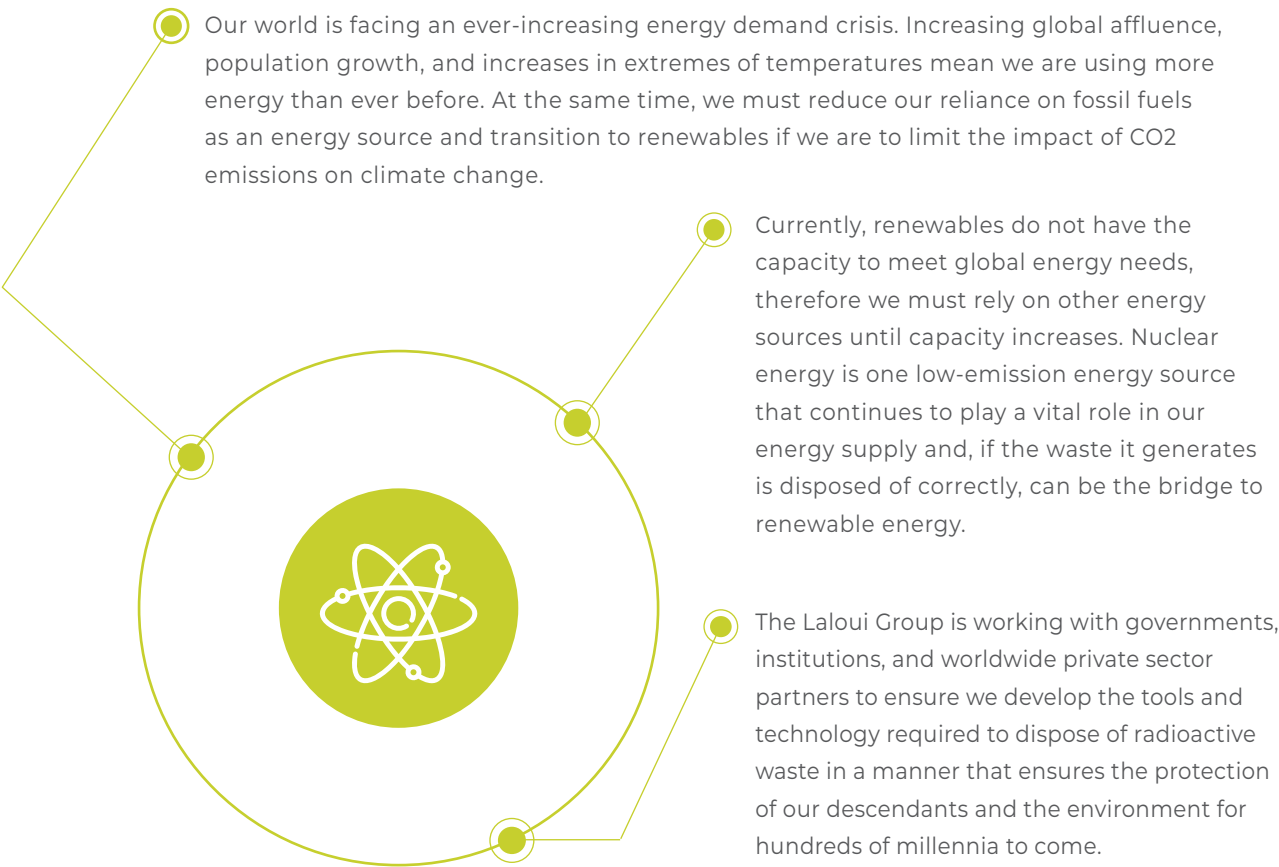 Our world is facing an ever-increasing energy demand crisis. Increasing global affluence,
population growth, and increases in extremes of temperatures mean we are using more
energy than ever before. At the same time, we must reduce our reliance on fossil fuels
as an energy source and transition to renewables if we are to limit the impact of CO2
emissions on climate change.
Currently, renewables do not have the
capacity to meet global energy needs,
therefore we must rely on other energy
sources until capacity increases. Nuclear
energy is one low-emission energy source
that continues to play a vital role in our
energy supply and, if the waste it generates
is disposed of correctly, can be the bridge to
renewable energy.
The Laloui Group is working with governments,
institutions, and worldwide private sector
partners to ensure we develop the tools and
technology required to dispose of radioactive
waste in a manner that ensures the protection
of our descendants and the environment for
hundreds of millennia to come.